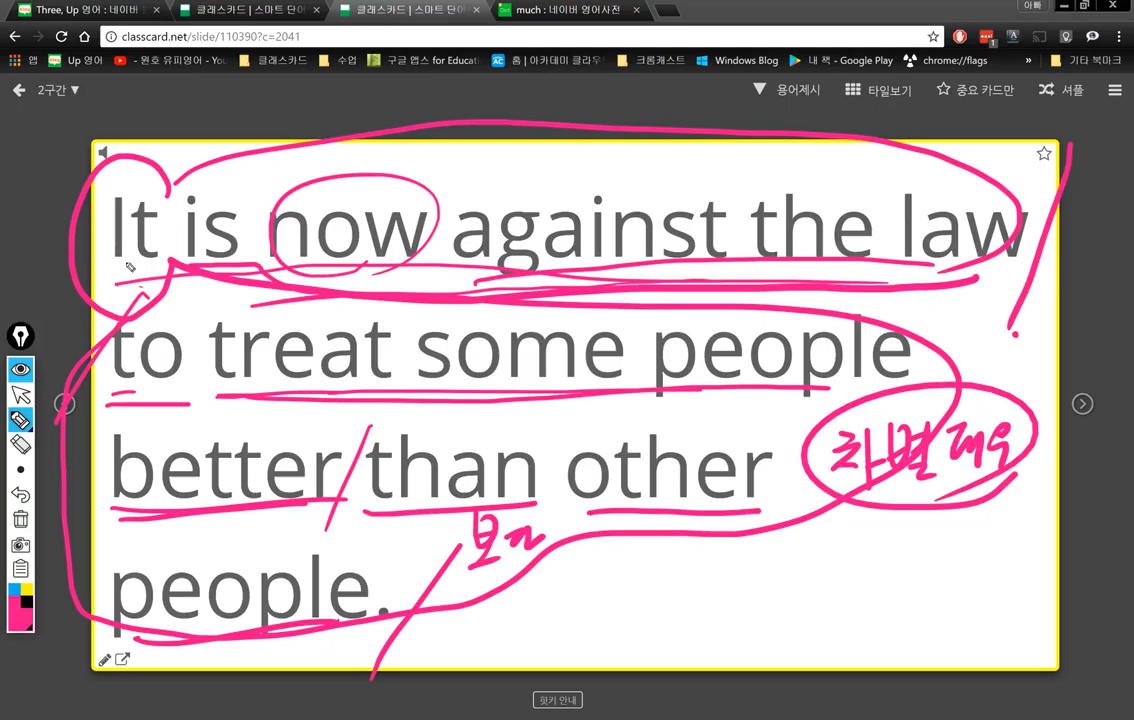 Three, Up 영어 : 네이버
클래스카드 | 스마트 단어
클래스카드 | 스마트 단어
much : 네이버 영어사전
아빠
classcard.net/slide/110390?c=2041
앱
Up 영어
- 원호 유피영어 - You
클래스카드
수업
구글 앱스 for Educati
홈 | 아카데미 클라우
크롬캐스트
Windows Blog
내 책 - Google Play
chrome://flags
»
기타 북마크
2구간 ▼
용어제시
타일보기
중요 카드만
셔플
It is now against the law
to treat some people
better / than other
차별 대우
보다
people.
핫키 안내